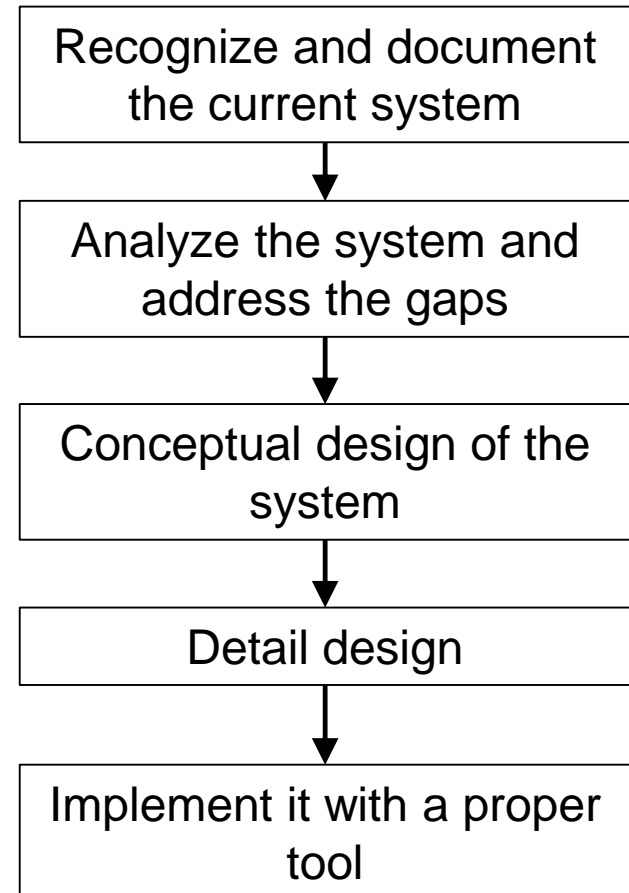 Recognize and document
the current system
Analyze the system and
address the gaps
Conceptual design of the
system
Detail design
Implement it with a proper
tool